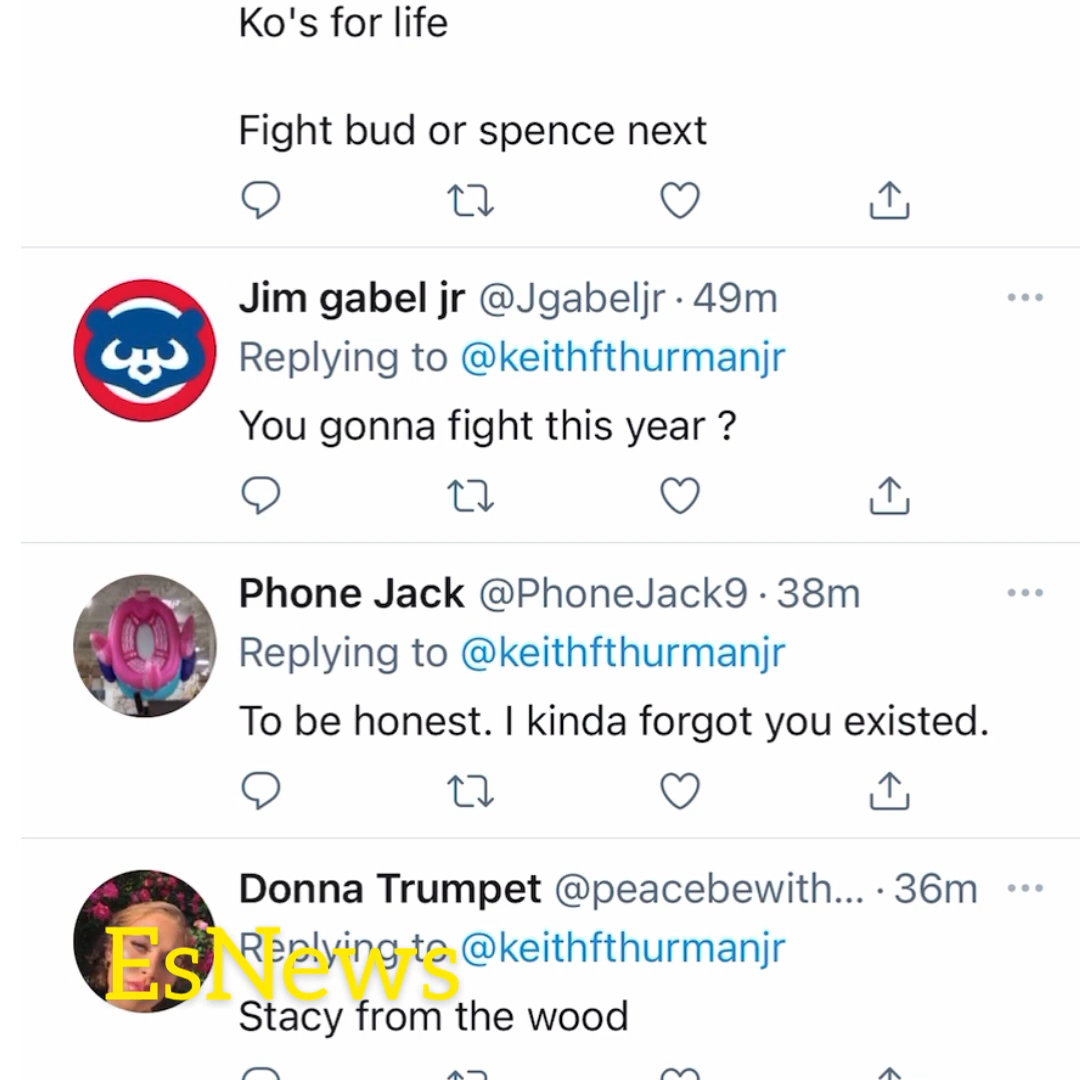 Ko's for life
Fight bud or spence next
Jim gabel jr @Jgabeljr · 49m
Replying to @keithfthurmanjr
You gonna fight this year ?
Phone Jack @PhoneJack9 · 38m
Replying to @keithfthurmanjr
To be honest. I kinda forgot you existed.
Donna Trumpet @peacebewith... · 36m
Replying to @keithfthurmanjr
EsNews
Stacy from the wood